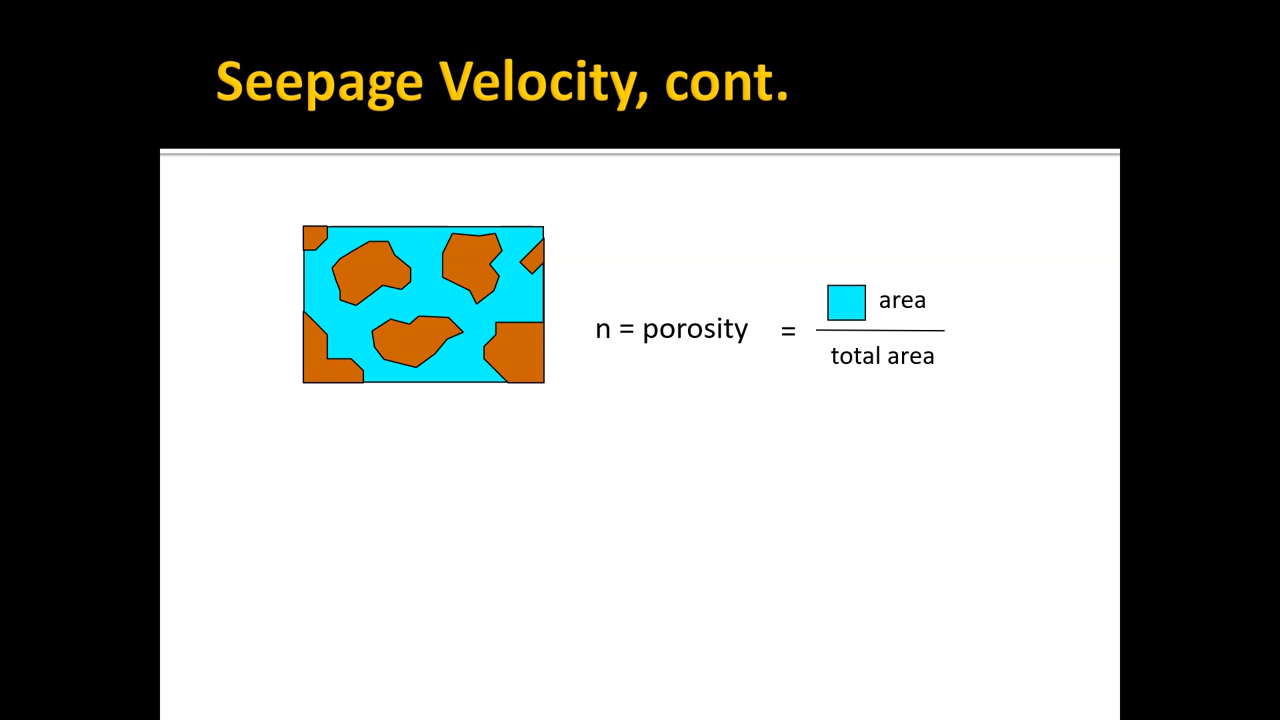 Seepage Velocity, cont.
n = porosity =
area
total area